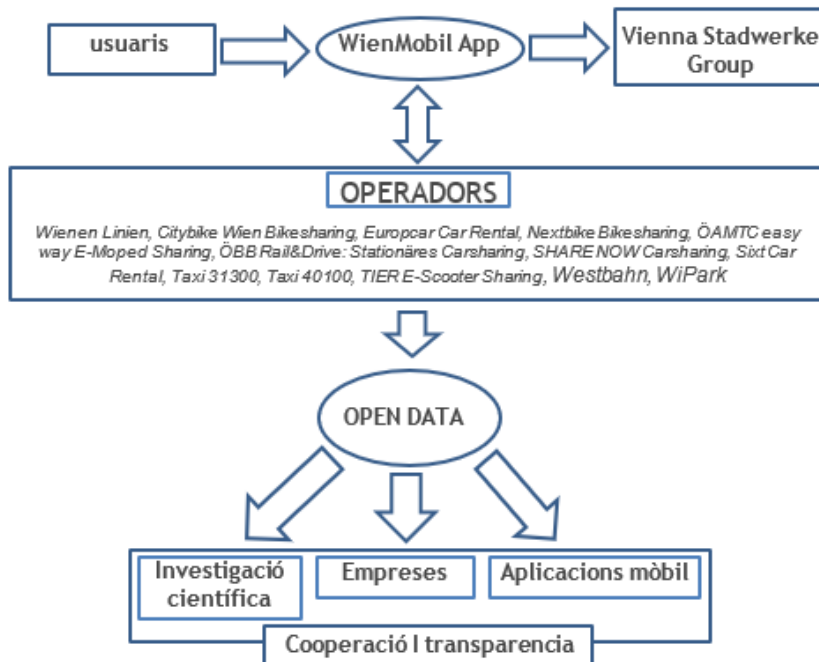 usuaris
WienMobil App
Vienna Stadwerke
Group
OPERADORS
Wienen Linien, Citybike Wien Bikesharing, Europcar Car Rental, Nextbike Bikesharing, ÖAMTC easy
way E-Moped Sharing, ÖBB Rail&Drive: Stationäres Carsharing, SHARE NOW Carsharing, Sixt Car
Rental, Taxi 31300, Taxi 40100, TIER E-Scooter Sharing, Westbahn, WiPark
OPEN DATA
Investigació
científica
Empreses
Aplicacions mòbil
Cooperació I transparencia